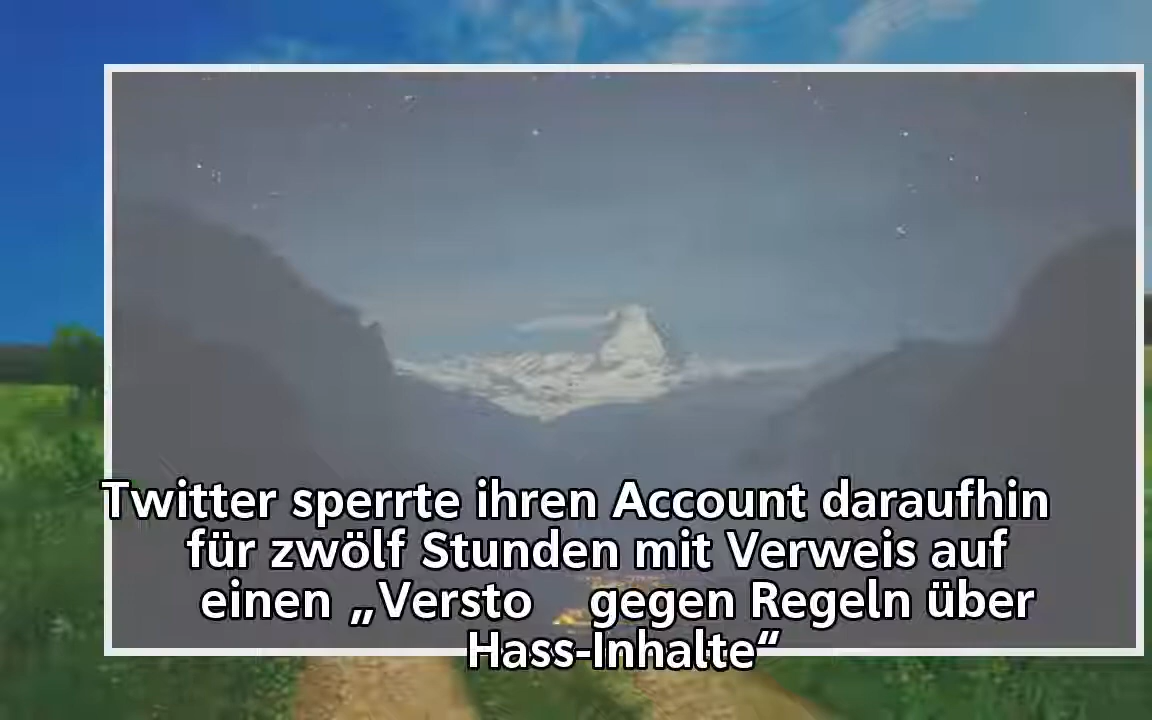 Twitter sperrte ihren Account daraufhin
für zwölf Stunden mit Verweis auf
einen „Versto gegen Regeln über
Hass-Inhalte“